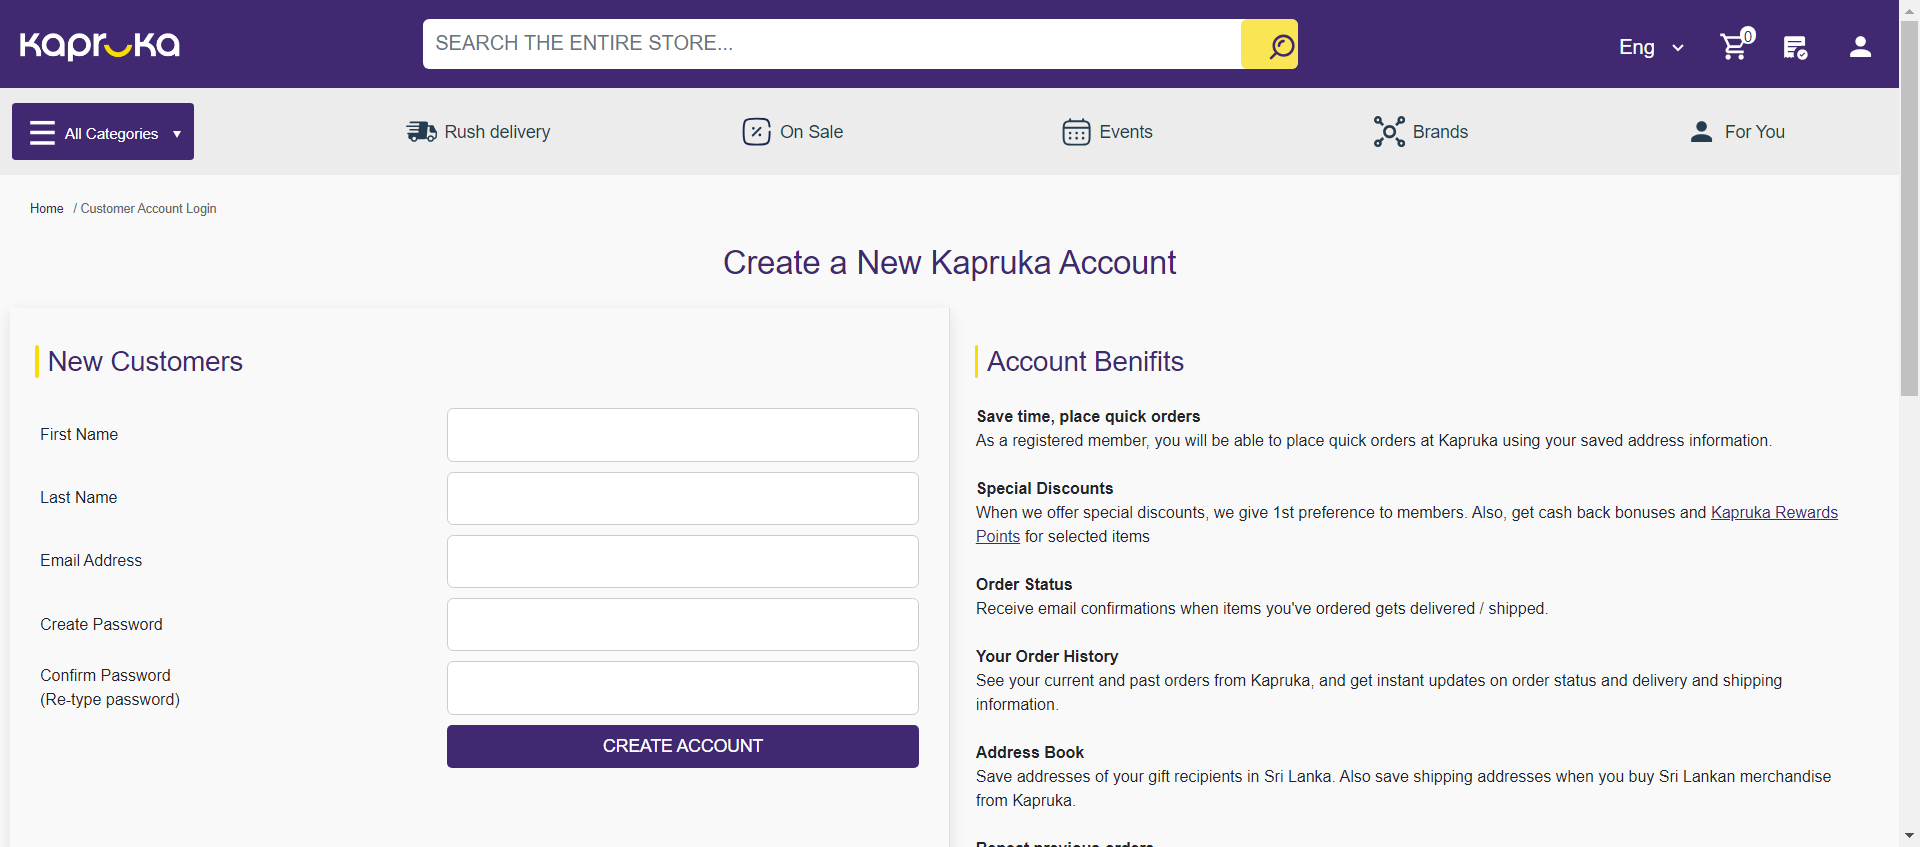 Kapruka
SEARCH THE ENTIRE STORE...
Eng
0
All Categories
Rush delivery
On Sale
Events
Brands
For You
Home / Customer Account Login
Create a New Kapruka Account
New Customers
First Name
Last Name
Email Address
Create Password
Confirm Password
(Re-type password)
CREATE ACCOUNT
Account Benifits
Save time, place quick orders
As a registered member, you will be able to place quick orders at Kapruka using your saved address information.
Special Discounts
When we offer special discounts, we give 1st preference to members. Also, get cash back bonuses and Kapruka Rewards
Points for selected items
Order Status
Receive email confirmations when items you've ordered gets delivered / shipped.
Your Order History
See your current and past orders from Kapruka, and get instant updates on order status and delivery and shipping
information.
Address Book
Save addresses of your gift recipients in Sri Lanka. Also save shipping addresses when you buy Sri Lankan merchandise
from Kapruka.
Repeat previous orders